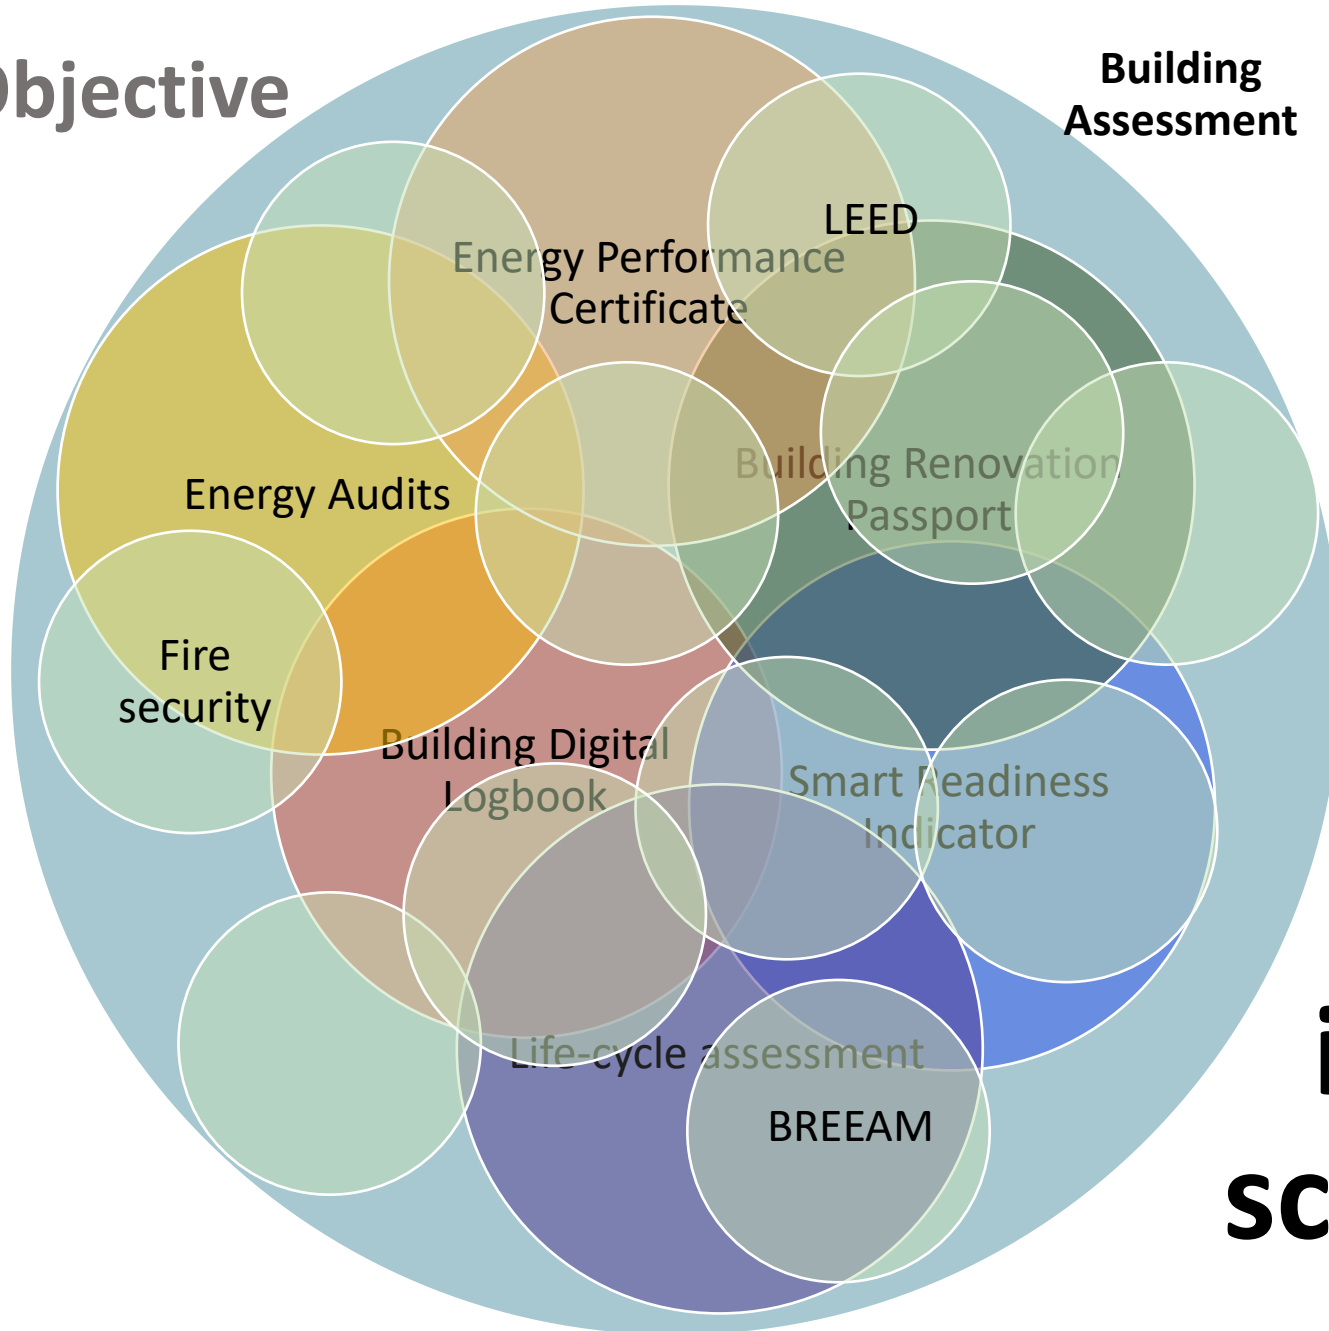 bjective
Building
Assessment
LEED
Energy Performance
Certificate
Building Renovation
Passport
Energy Audits
Fire
security
Building Digital
Logbook
Smart Readiness
Indicator
Life-cycle assessment
BREEAM
i
sc